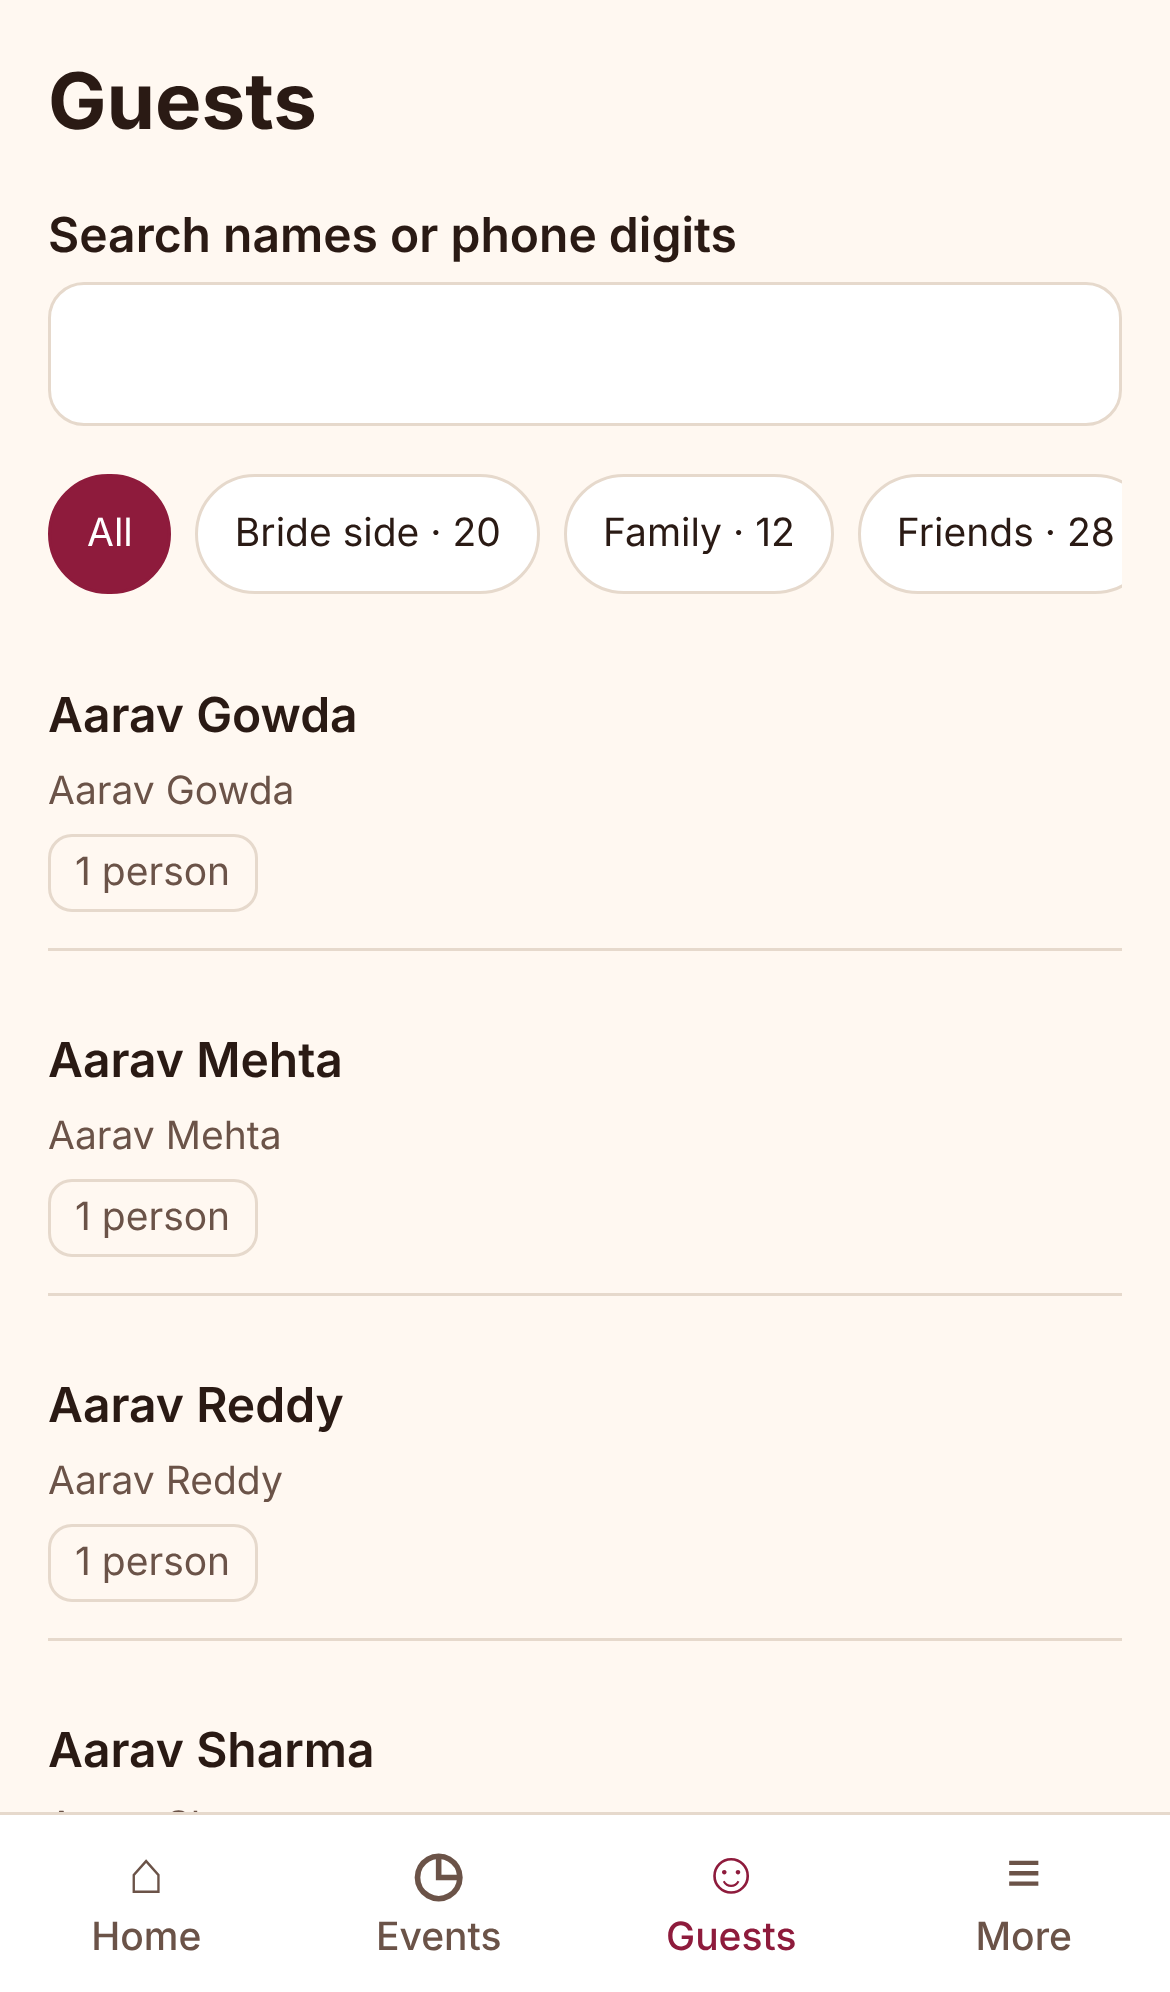 Guests
Search names or phone digits
All
Bride side · 20
Family · 12
Friends · 28
Aarav Gowda
Aarav Gowda
1 person
Aarav Mehta
Aarav Mehta
1 person
Aarav Reddy
Aarav Reddy
1 person
Aarav Sharma
Home
Events
Guests
More